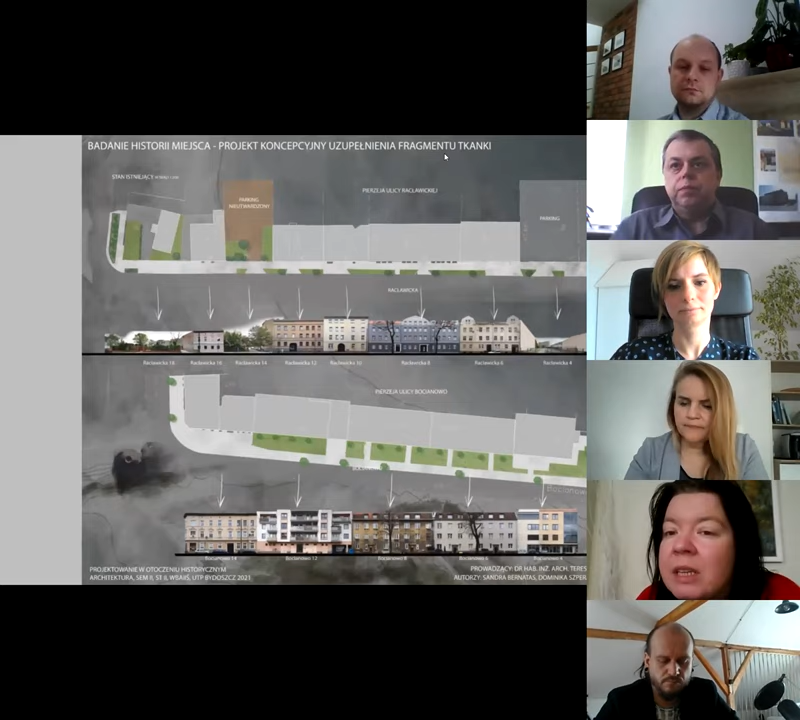 BADANIE HISTORII MIEJSCA - PROJEKT KONCEPCYJNY UZUPEŁNIENIA FRAGMENTU TKANKI
STAN ISTNIEJĄCY
PARKING
NIEUTWARDZONY
PIERZEJA ULICY RACŁAWICKIEJ
PARKING
RACŁAWICKA
Racławicka 18 Racławicka 16 Racławicka 14 Racławicka 12 Racławicka 10 Racławicka 8 Racławicka 6 Racławicka 4
PIERZEJA ULICY BOCIANOWO
PROJEKTOWANIE W OTOCZENIU HISTORYCZNYM
ARCHITEKTURA, SEM II, ST II, WBAIIŚ, UTP BYDGOSZCZ 2021
PROWADZĄCY: DR HAB. INŻ. ARCH. TERES
AUTORZY: SANDRA BERNATAS, DOMINIKA SZPER